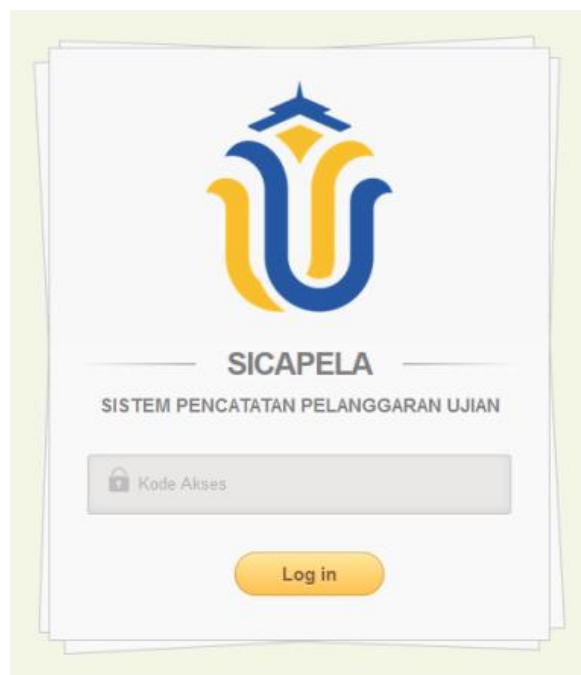 SICAPELA
SISTEM PENCATATAN PELANGGARAN UJIAN
Kode Akses
Log in